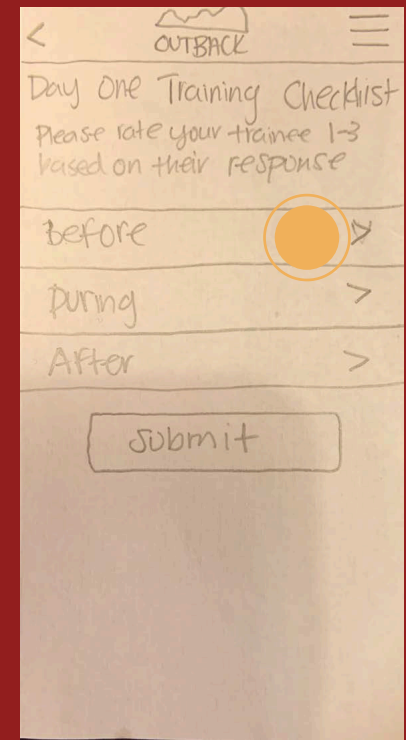 OUTBACK
Day One Training Checklist
Please rate your trainee 1-3
based on their response
Before
During
After
Submit